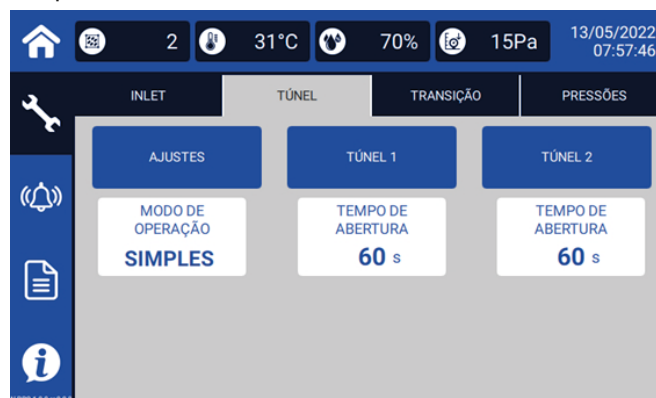 2 31°C 70% 15Pa 13/05/2022
07:57:46
INLET TÚNEL TRANSIÇÃO PRESSÕES
AJUSTES TÚNEL 1 TÚNEL 2
MODO DE OPERAÇÃO
SIMPLES
TEMPO DE ABERTURA
60 s
TEMPO DE ABERTURA
60 s